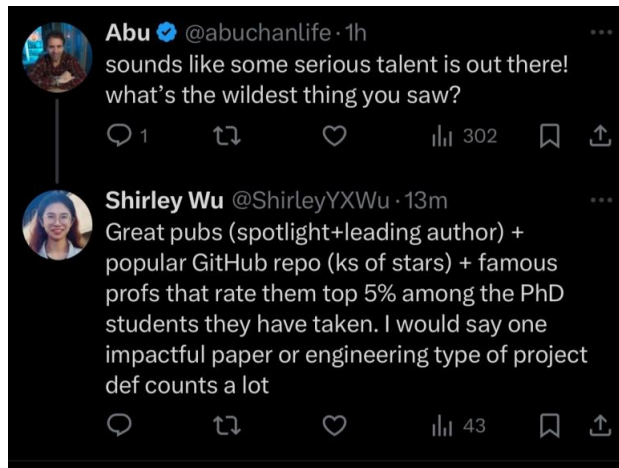 Abu @abuchanlife · 1h
sounds like some serious talent is out there!
what’s the wildest thing you saw?
1 302
Shirley Wu @ShirleyYXWu · 13m
Great pubs (spotlight+leading author) +
popular GitHub repo (ks of stars) + famous
profs that rate them top 5% among the PhD
students they have taken. I would say one
impactful paper or engineering type of project
def counts a lot
43